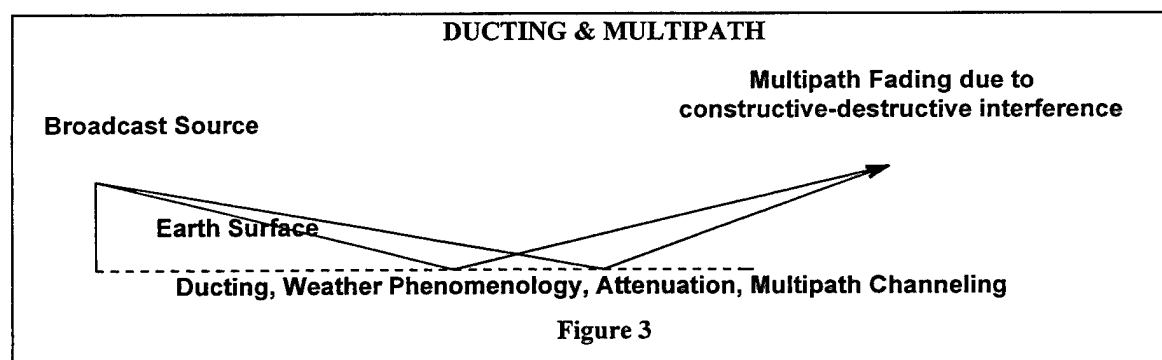 DUCTING & MULTIPATH
Multipath Fading due to
constructive-destructive interference
Broadcast Source
Earth Surface
Ducting, Weather Phenomenology, Attenuation, Multipath Channeling
Figure 3